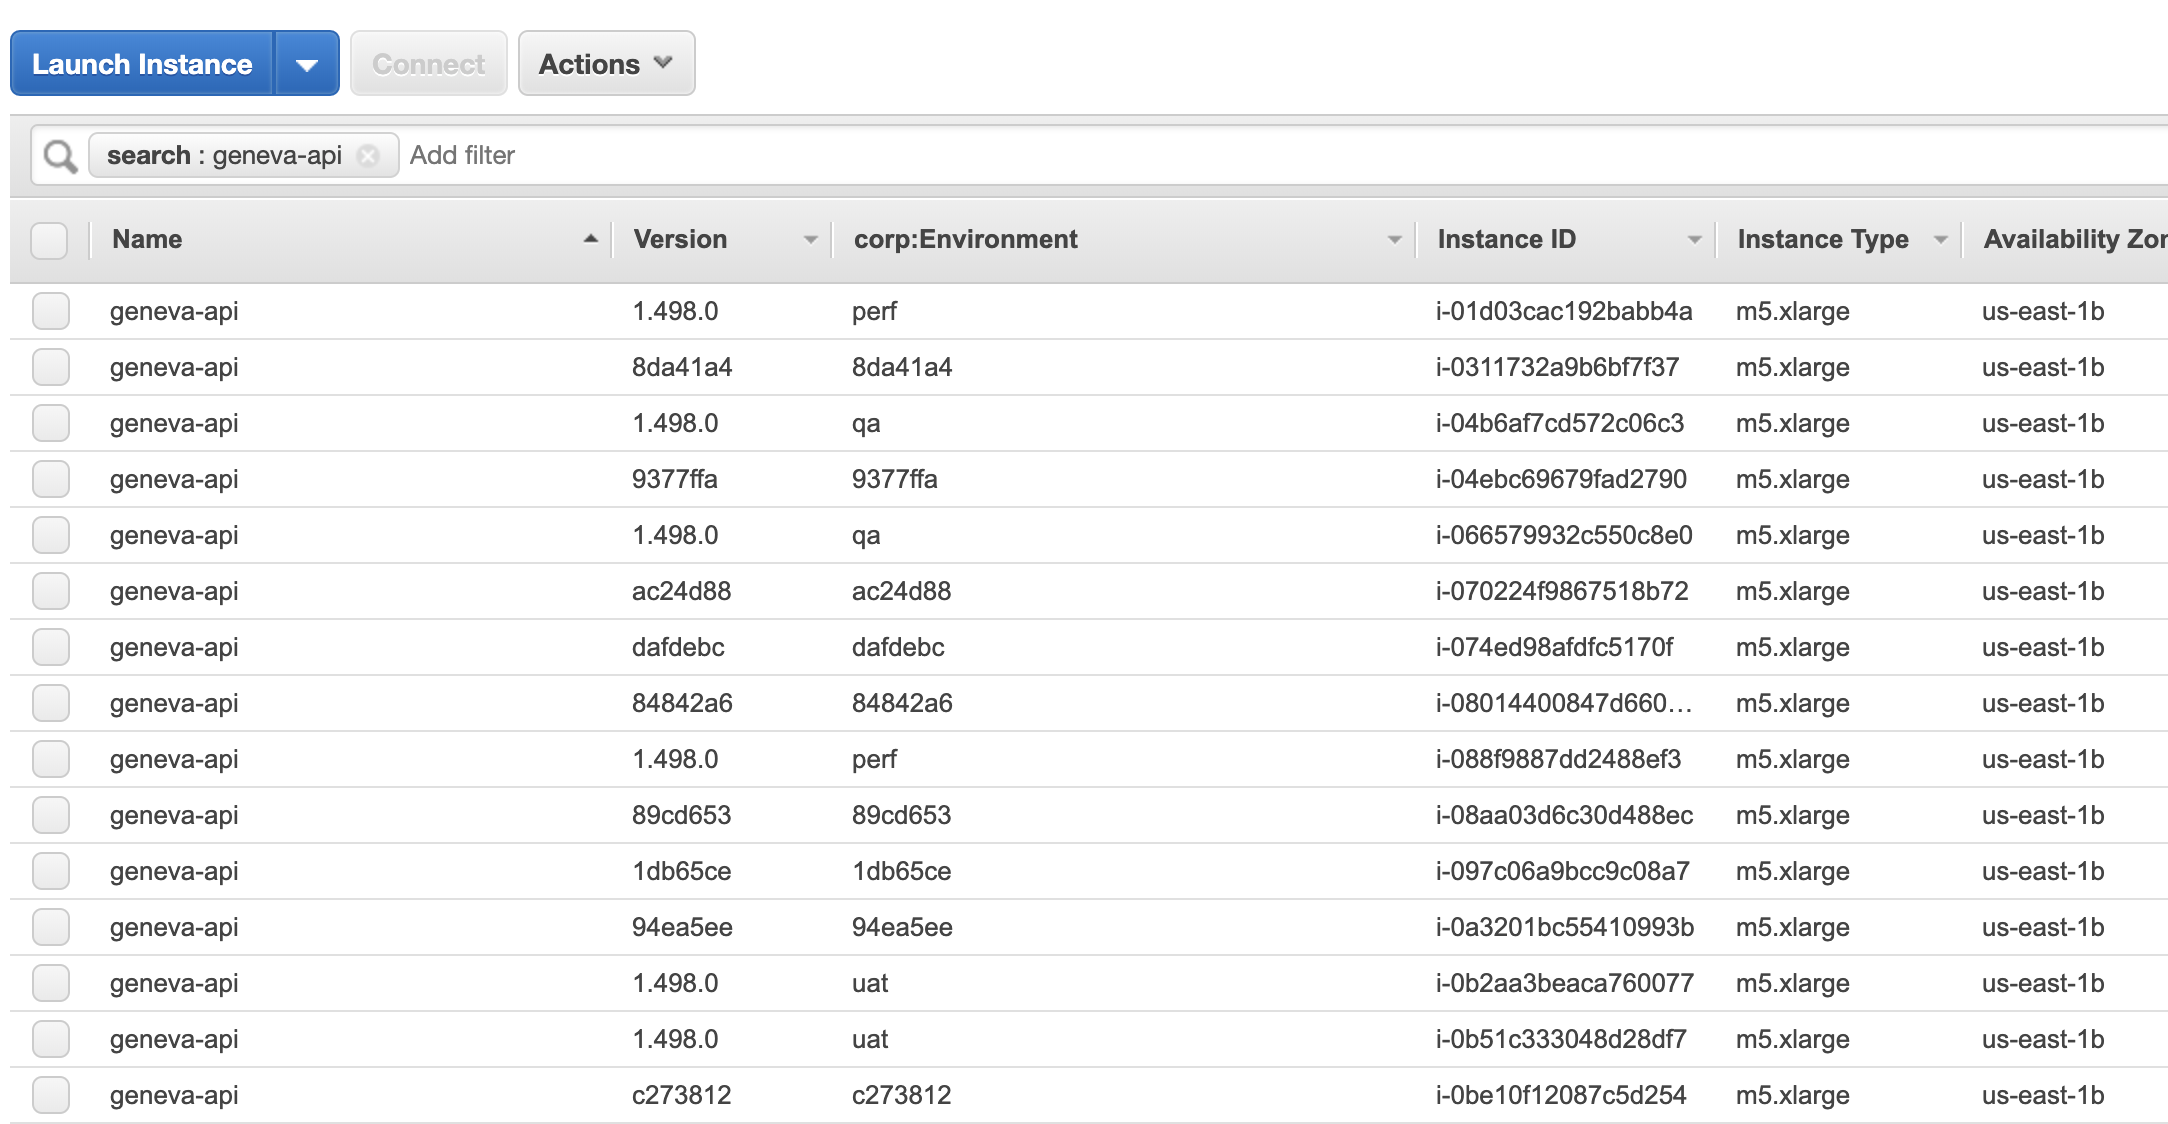 Launch Instance Connect Actions
search : geneva-api Add filter
Name Version corp:Environment Instance ID Instance Type Availability Zor
geneva-api 1.498.0 perf i-01d03cac192babb4a m5.xlarge us-east-1b
geneva-api 8da41a4 8da41a4 i-0311732a9b6bf7f37 m5.xlarge us-east-1b
geneva-api 1.498.0 qa i-04b6af7cd572c06c3 m5.xlarge us-east-1b
geneva-api 9377ffa 9377ffa i-04ebc69679fad2790 m5.xlarge us-east-1b
geneva-api 1.498.0 qa i-066579932c550c8e0 m5.xlarge us-east-1b
geneva-api ac24d88 ac24d88 i-070224f9867518b72 m5.xlarge us-east-1b
geneva-api dafdebc dafdebc i-074ed98afdfc5170f m5.xlarge us-east-1b
geneva-api 84842a6 84842a6 i-08014400847d660… m5.xlarge us-east-1b
geneva-api 1.498.0 perf i-088f9887dd2488ef3 m5.xlarge us-east-1b
geneva-api 89cd653 89cd653 i-08aa03d6c30d488ec m5.xlarge us-east-1b
geneva-api 1db65ce 1db65ce i-097c06a9bcc9c08a7 m5.xlarge us-east-1b
geneva-api 94ea5ee 94ea5ee i-0a3201bc55410993b m5.xlarge us-east-1b
geneva-api 1.498.0 uat i-0b2aa3beaca760077 m5.xlarge us-east-1b
geneva-api 1.498.0 uat i-0b51c333048d28df7 m5.xlarge us-east-1b
geneva-api c273812 c273812 i-0be10f12087c5d254 m5.xlarge us-east-1b